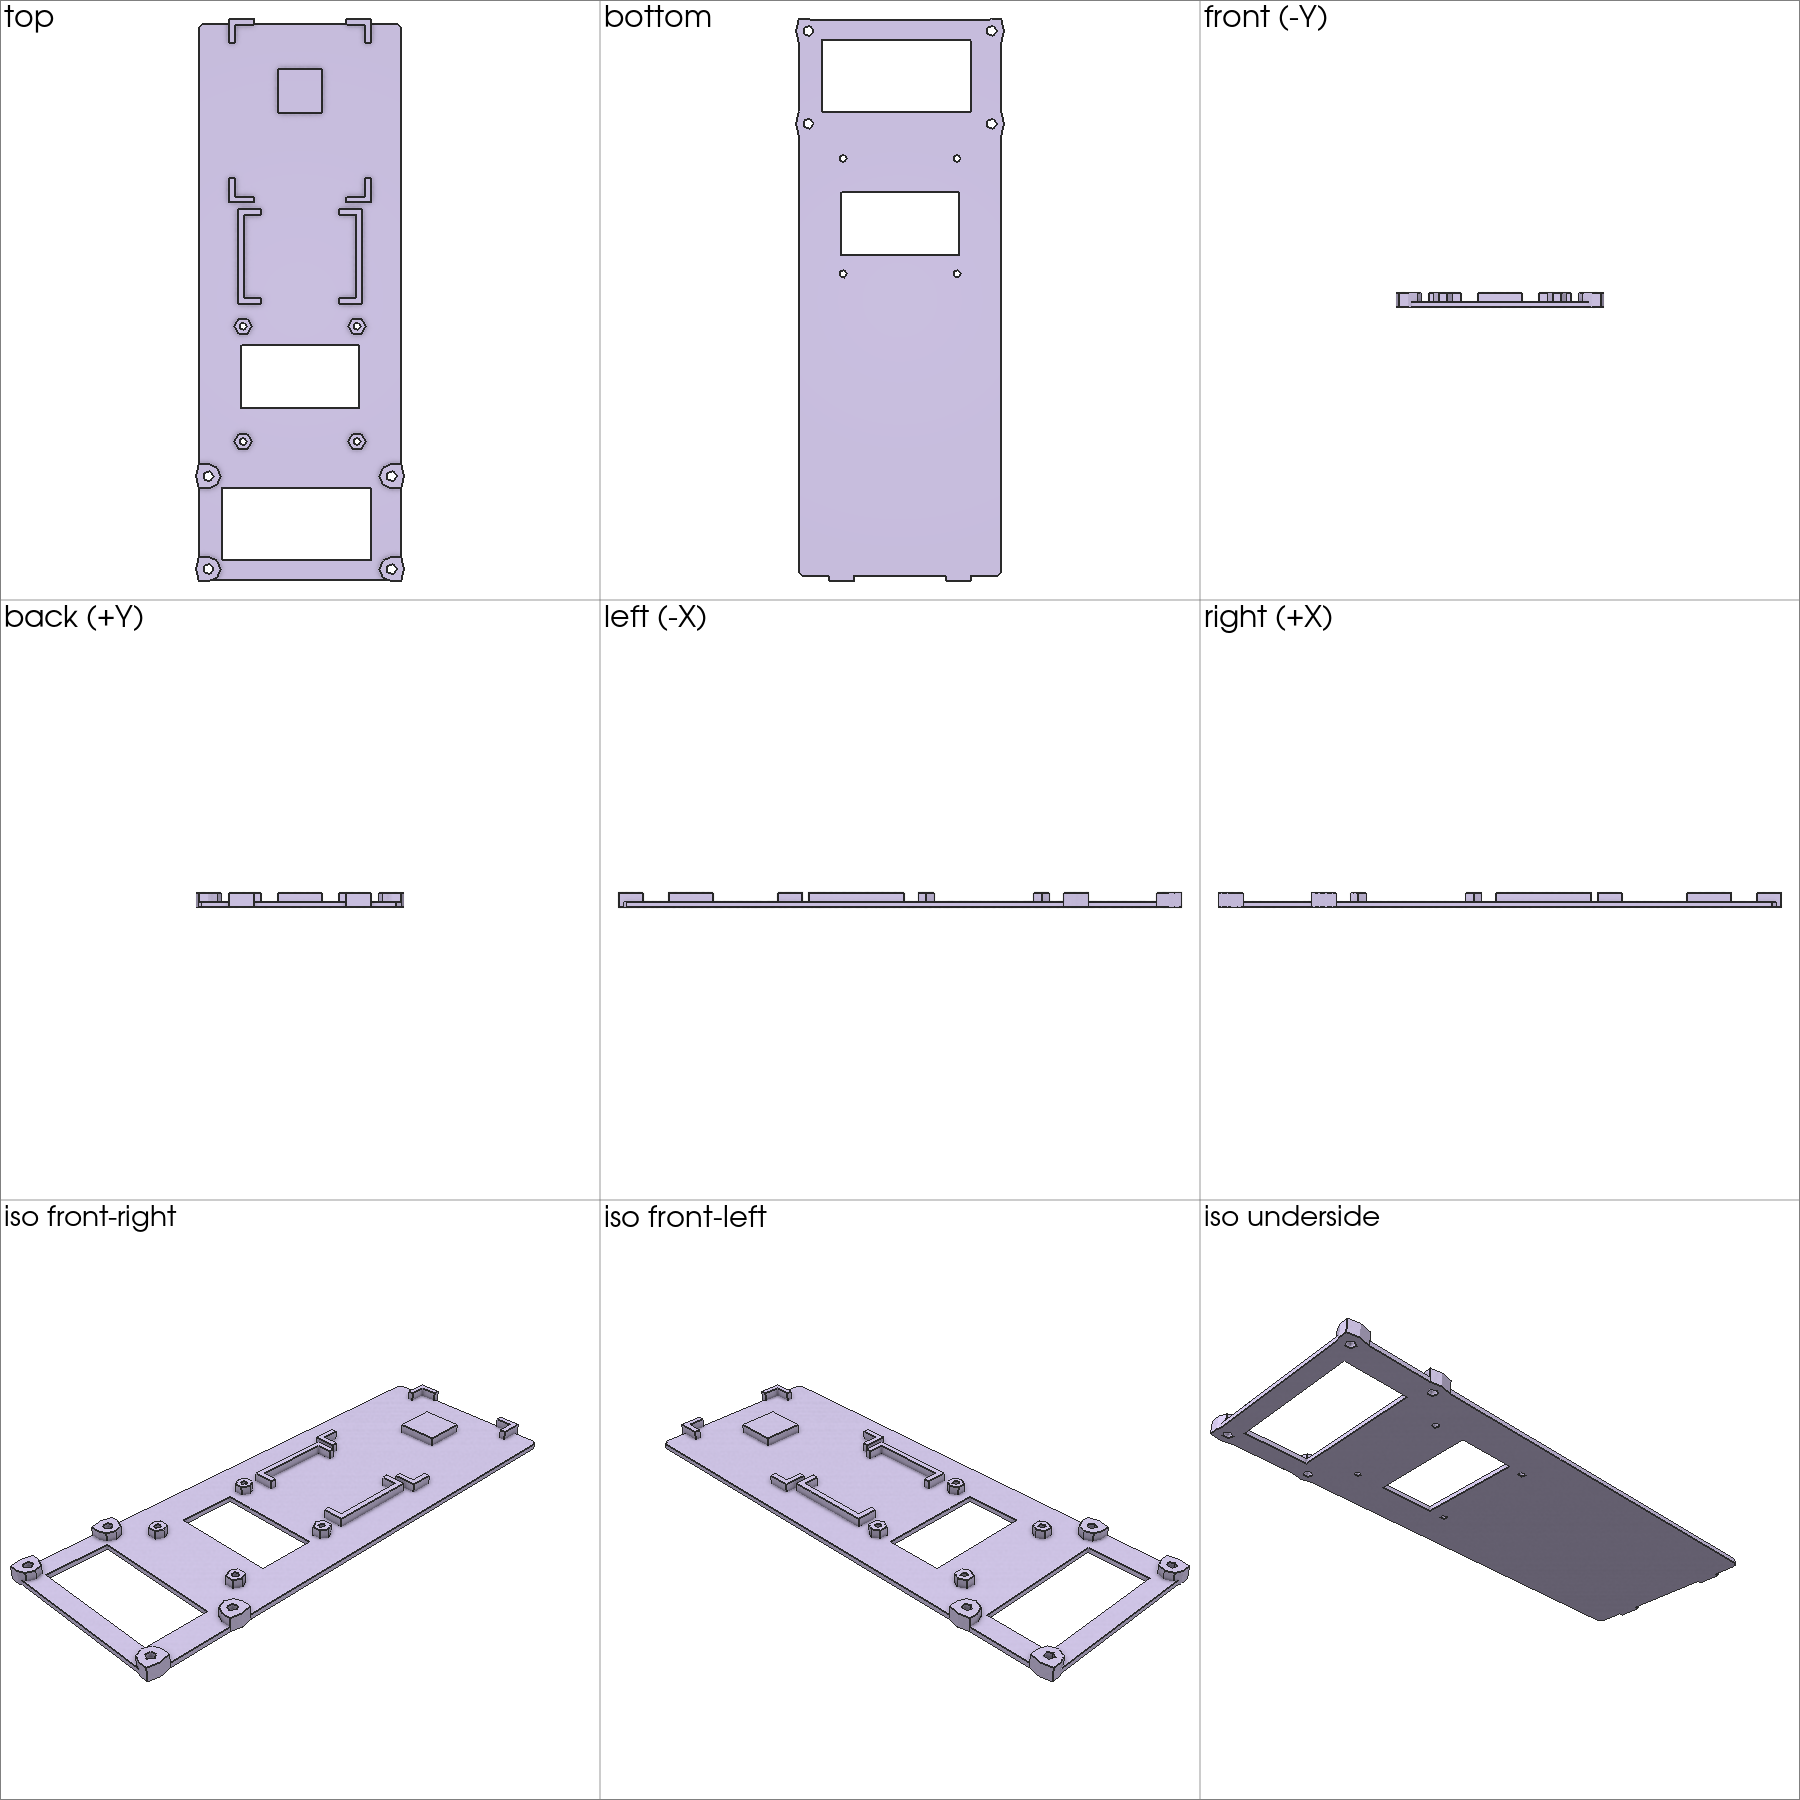 top
bottom
front (-Y)
back (+Y)
left (-X)
right (+X)
iso front-right
iso front-left
iso underside